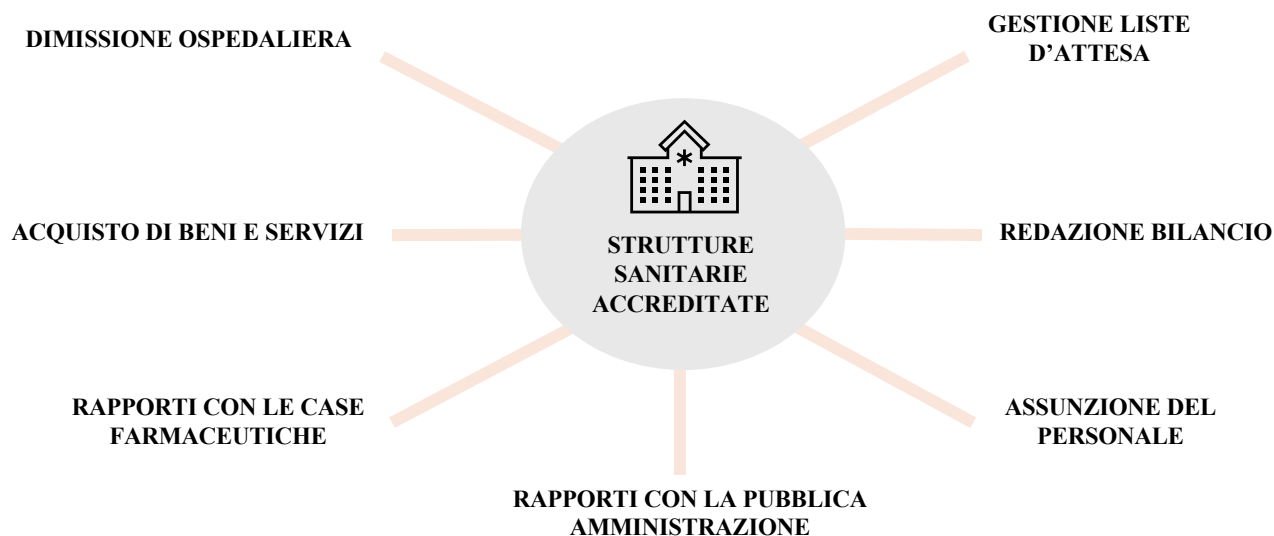 DIMISSIONE OSPEDALIERA
GESTIONE LISTE
D’ATTESA
ACQUISTO DI BENI E SERVIZI
STRUTTURE
SANITARIE
ACCREDITATE
REDAZIONE BILANCIO
RAPPORTI CON LE CASE
FARMACEUTICHE
ASSUNZIONE DEL
PERSONALE
RAPPORTI CON LA PUBBLICA
AMMINISTRAZIONE